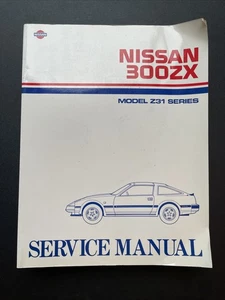 NISSAN
300ZX
MODEL Z31 SERIES
SERVICE MANUAL